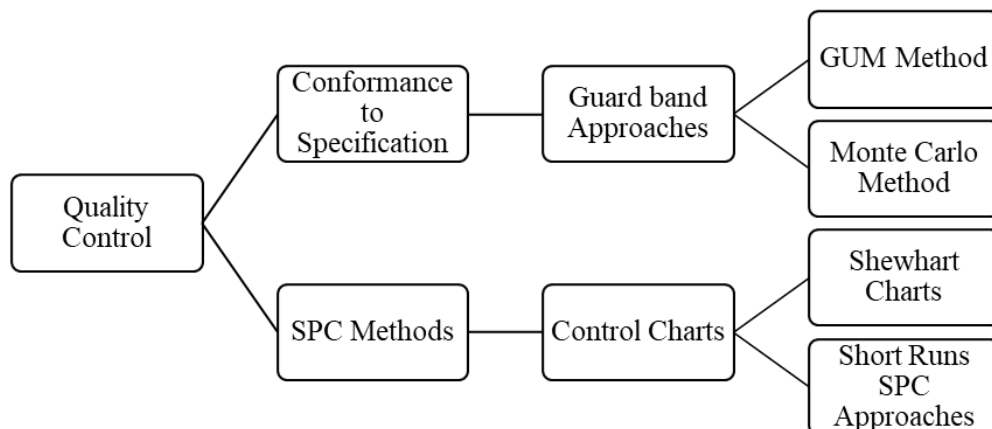 Quality
Control
Conformance
to
Specification
Guard band
Approaches
GUM Method
Monte Carlo
Method
SPC Methods
Control Charts
Shewhart
Charts
Short Runs
SPC
Approaches